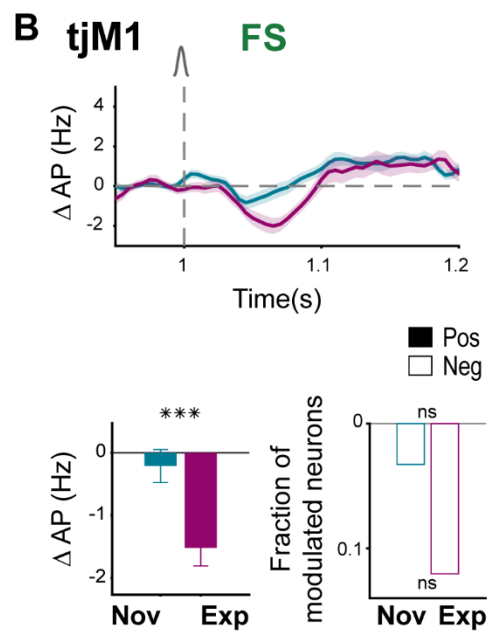 B tjM1 FS
Δ AP (Hz)
4
2
0
-2
1
1.1
1.2
Time(s)
Pos
Neg
Δ AP (Hz)
0
-1
-2
***
Nov Exp
Fraction of
modulated neurons
0
0.1
ns
ns
Nov Exp